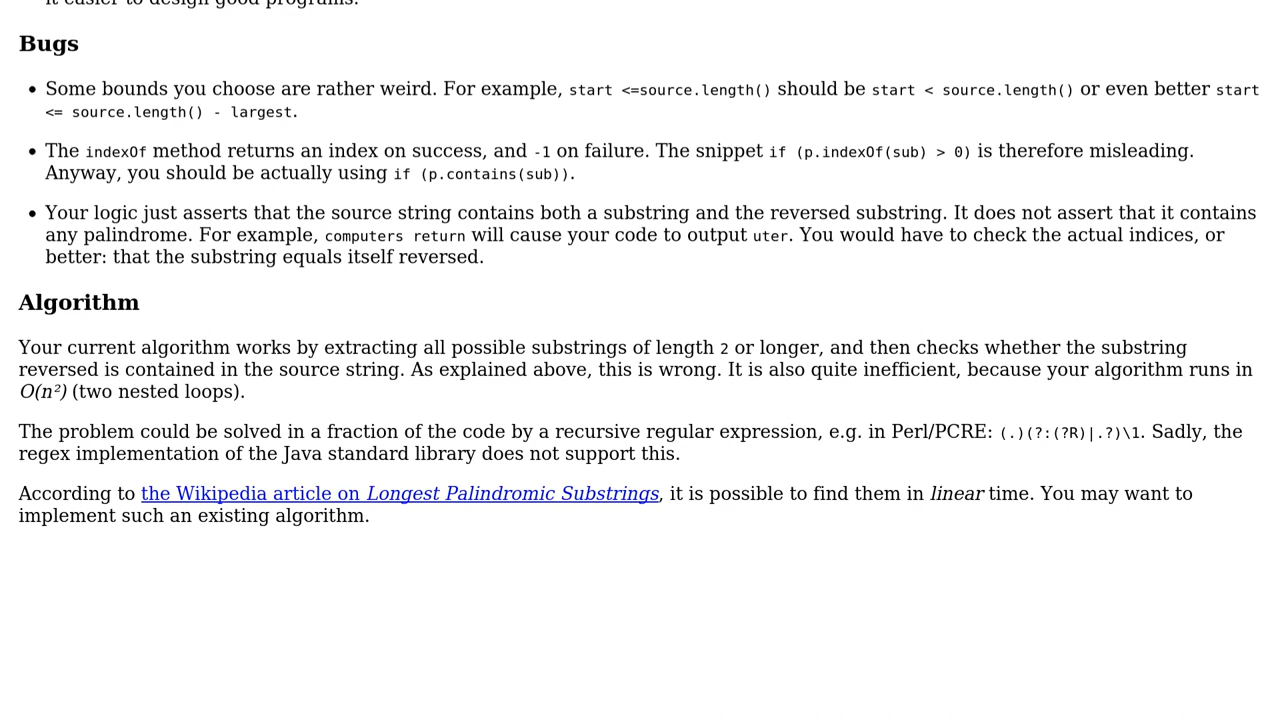 it easier to design good programs.
Bugs
• Some bounds you choose are rather weird. For example, start <=source.length() should be start < source.length() or even better start
<= source.length() - largest.
• The indexOf method returns an index on success, and -1 on failure. The snippet if (p.indexOf(sub) > 0) is therefore misleading.
Anyway, you should be actually using if (p.contains(sub)).
• Your logic just asserts that the source string contains both a substring and the reversed substring. It does not assert that it contains
any palindrome. For example, computers return will cause your code to output uter. You would have to check the actual indices, or
better: that the substring equals itself reversed.
Algorithm
Your current algorithm works by extracting all possible substrings of length 2 or longer, and then checks whether the substring
reversed is contained in the source string. As explained above, this is wrong. It is also quite inefficient, because your algorithm runs in
O(n²) (two nested loops).
The problem could be solved in a fraction of the code by a recursive regular expression, e.g. in Perl/PCRE: (.)(?:(?R)|.?)\1. Sadly, the
regex implementation of the Java standard library does not support this.
According to the Wikipedia article on Longest Palindromic Substrings, it is possible to find them in linear time. You may want to
implement such an existing algorithm.